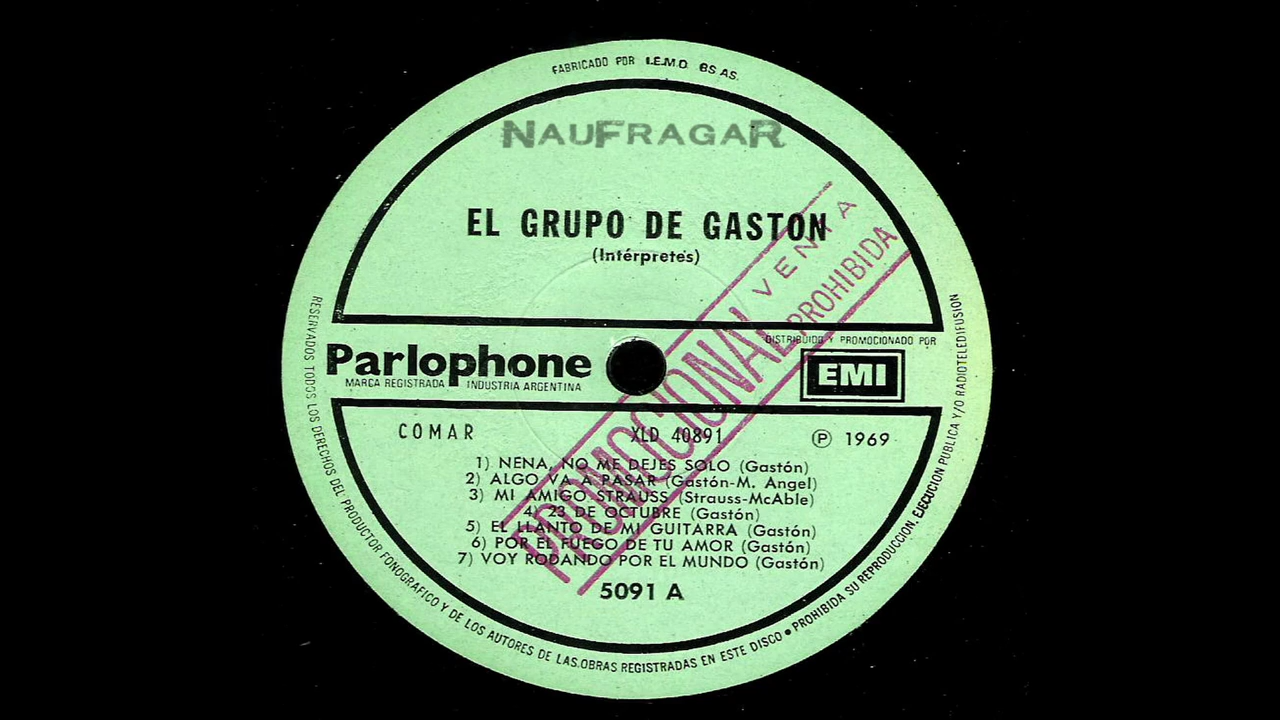 FABRICADO POR I.E.M.O. BS AS.
NAUFRAGAR
EL GRUPO DE GASTON
(Intérpretes)
PROMOCIONAL VENTA PROHIBIDA
Parlophone
MARCA REGISTRADA INDUSTRIA ARGENTINA
DISTRIBUIDO Y PROMOCIONADO POR
EMI
COMAR XLD 40891 Ⓟ 1969
1) NENA, NO ME DEJES SOLO (Gastón)
2) ALGO VA A PASAR (Gastón-M. Angel)
3) MI AMIGO STRAUSS (Strauss-McAble)
4) 23 DE OCTUBRE (Gastón)
5) EL LLANTO DE MI GUITARRA (Gastón)
6) POR EL FUEGO DE TU AMOR (Gastón)
7) VOY RODANDO POR EL MUNDO (Gastón)
5091 A
RESERVADOS TODOS LOS DERECHOS DEL PRODUCTOR FONOGRAFICO Y DE LOS AUTORES DE LAS OBRAS REGISTRADAS EN ESTE DISCO ● PROHIBIDA SU REPRODUCCION, EJECUCION PUBLICA Y/O RADIOTELEDIFUSION